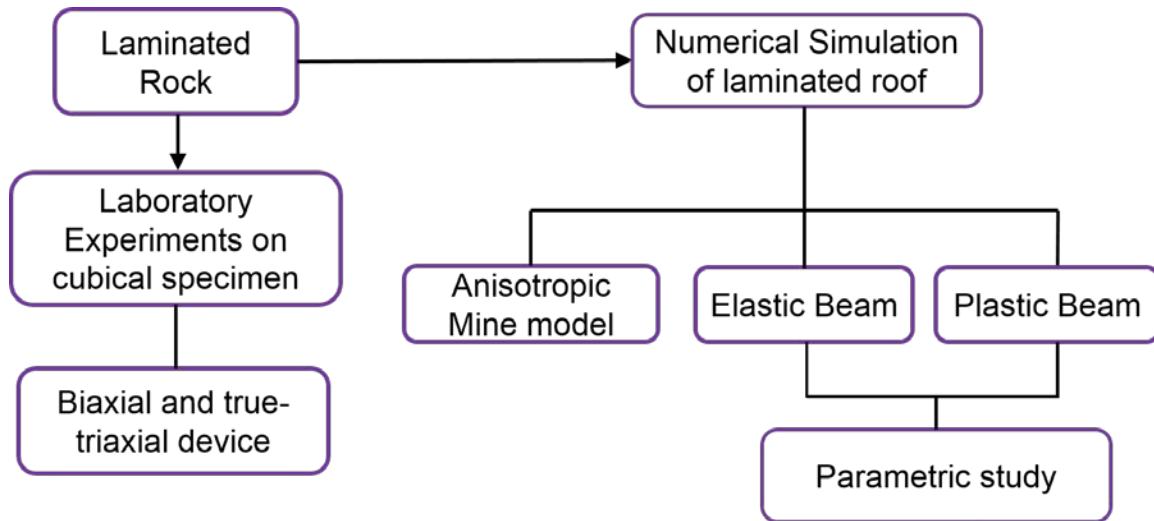 Laminated
Rock
Numerical Simulation
of laminated roof
Laboratory
Experiments on
cubical specimen
Anisotropic
Mine model
Elastic Beam
Plastic Beam
Biaxial and true-
triaxial device
Parametric study